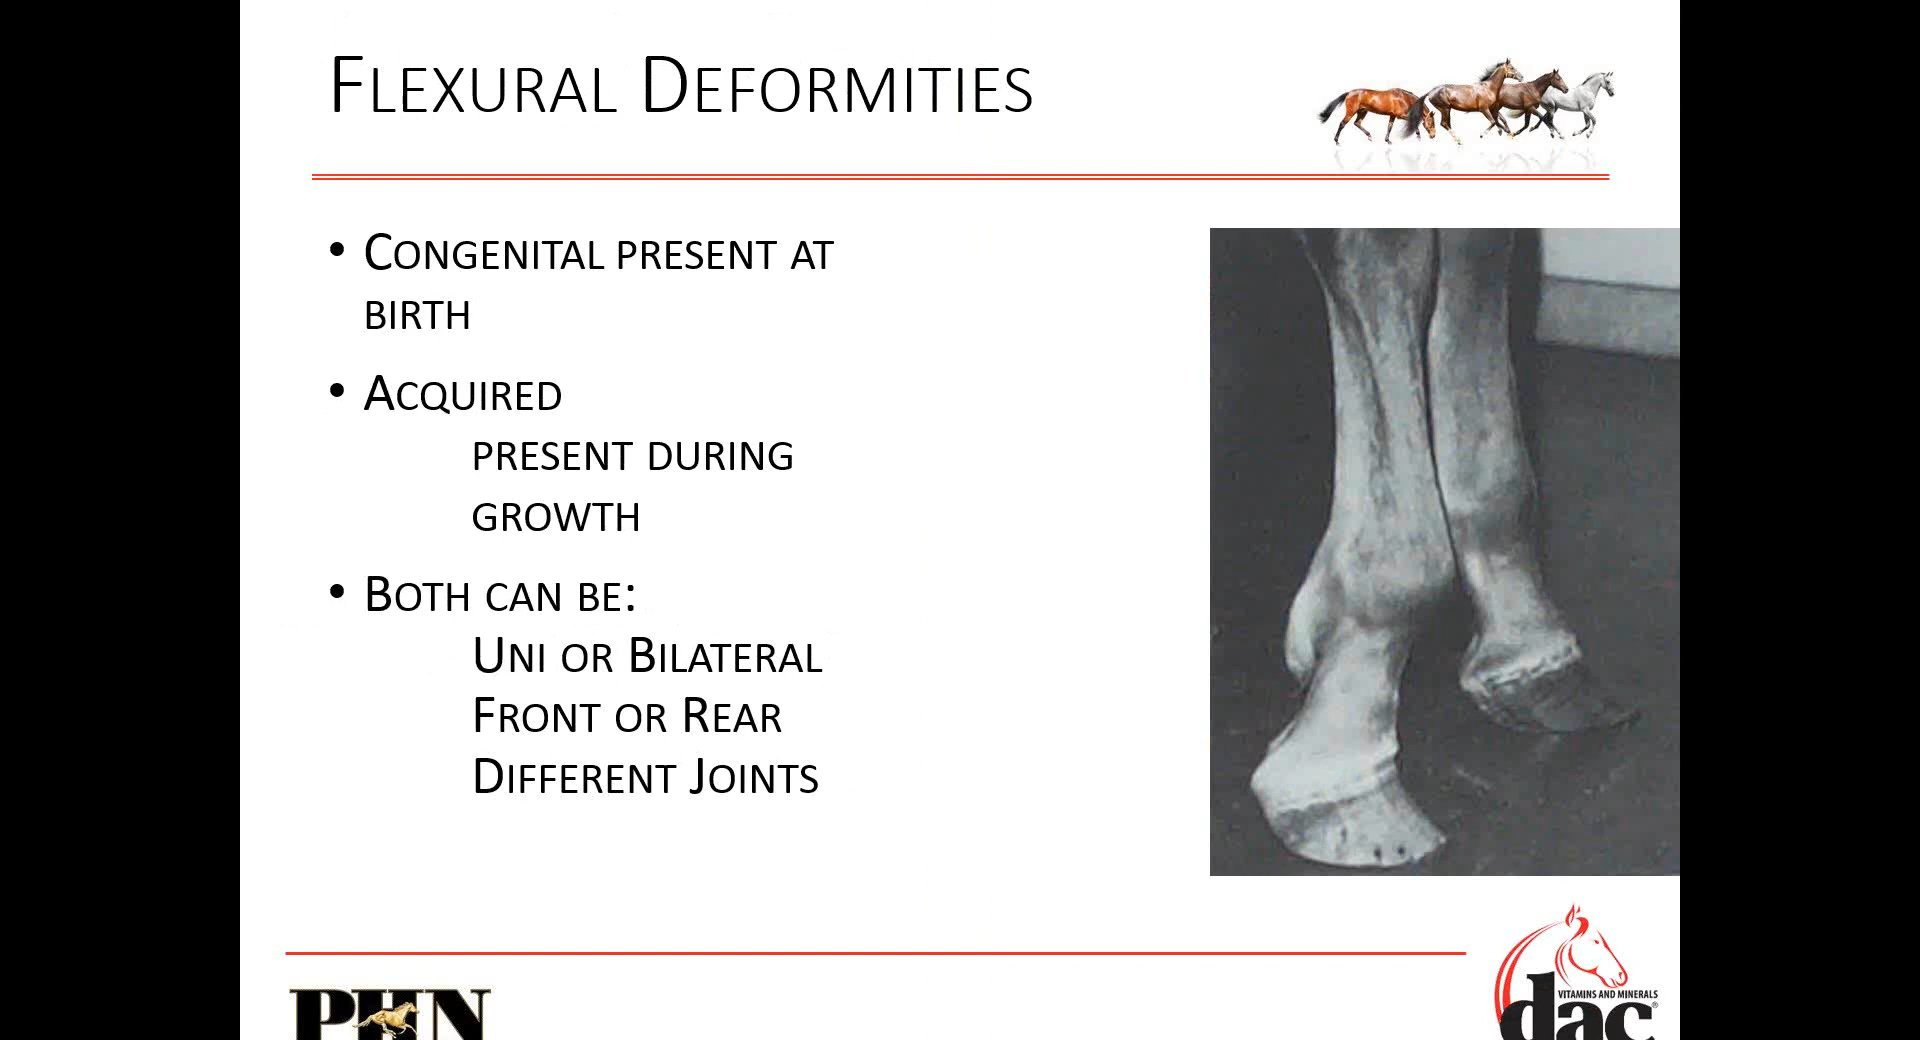 FLEXURAL DEFORMITIES
• CONGENITAL PRESENT AT
BIRTH
• ACQUIRED
PRESENT DURING
GROWTH
• BOTH CAN BE:
UNI OR BILATERAL
FRONT OR REAR
DIFFERENT JOINTS
PHN
VITAMINS AND MINERALS
dac®